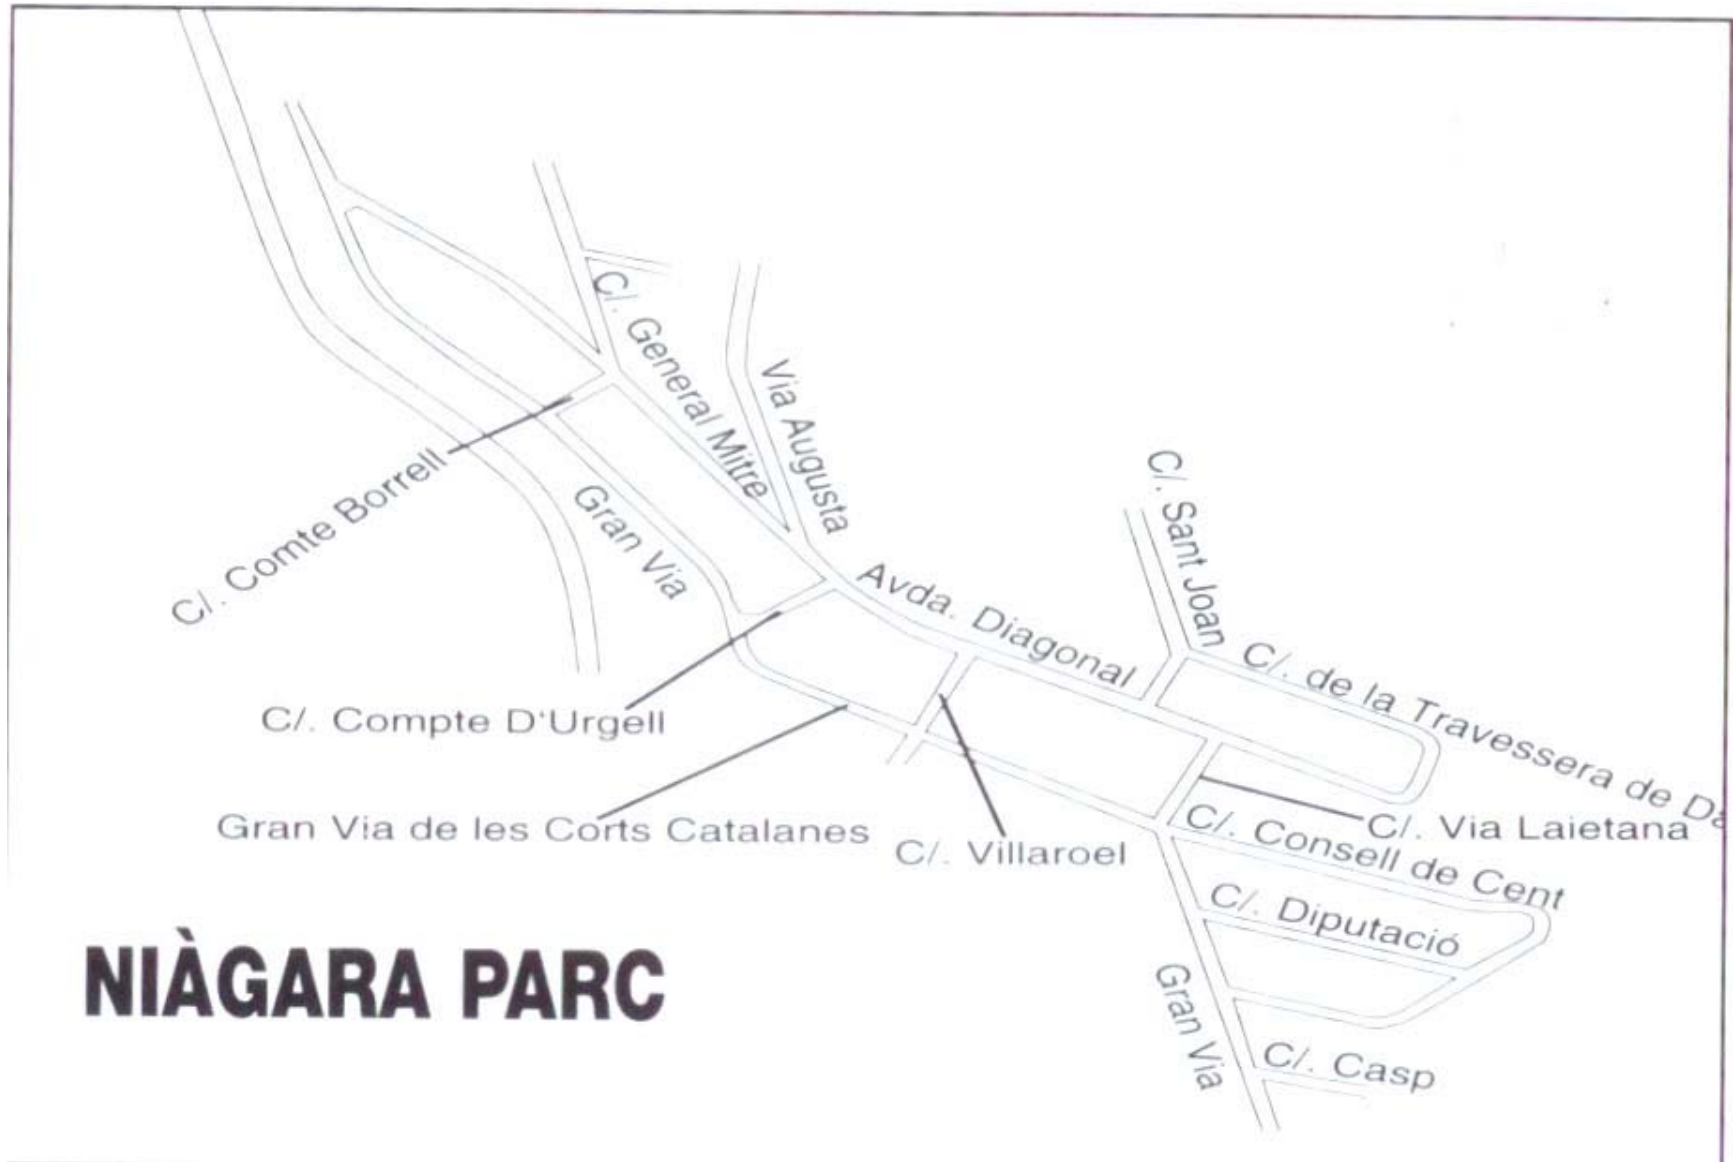 C/. General Mitre
Via Augusta
C/. Comte Borrell
Gran Via
C/. Sant Joan
Avda. Diagonal
C/. de la Travessera de
C/. Compte D'Urgell
Gran Via de les Corts Catalanes
C/. Villaroel
C/. Via Laietana
C/. Consell de Cent
C/. Diputació
NIÀGARA PARC
Gran Via
C/. Casp